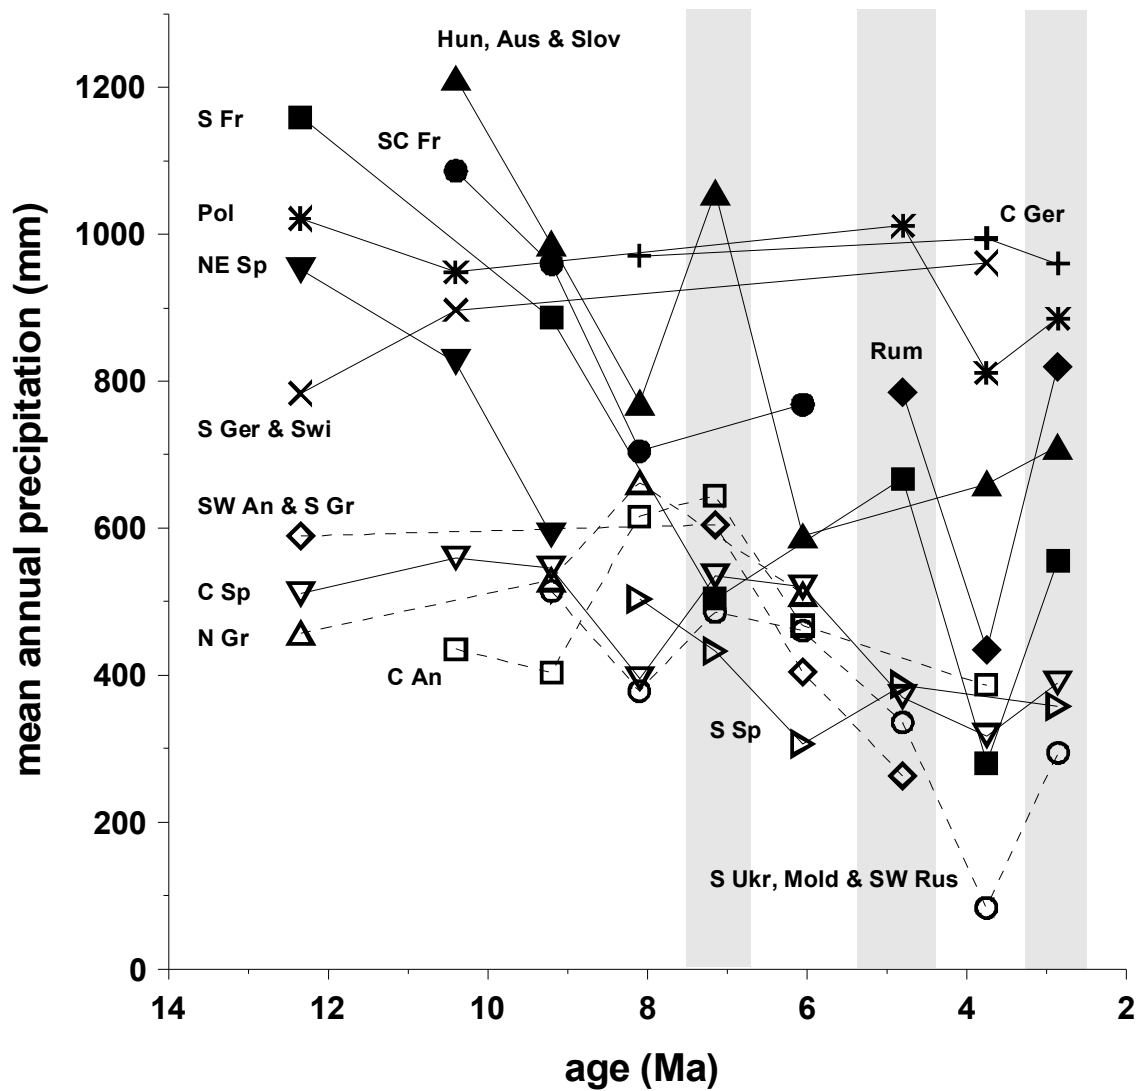 Hun, Aus & Slov
1200
S Fr
SC Fr
Pol
C Ger
1000
NE Sp
Rum
800
S Ger & Swi
SW An & S Gr
600
C Sp
N Gr
C An
400
S Sp
200
S Ukr, Mold & SW Rus
0
14
12
10
8
6
4
2
age (Ma)
mean annual precipitation (mm)